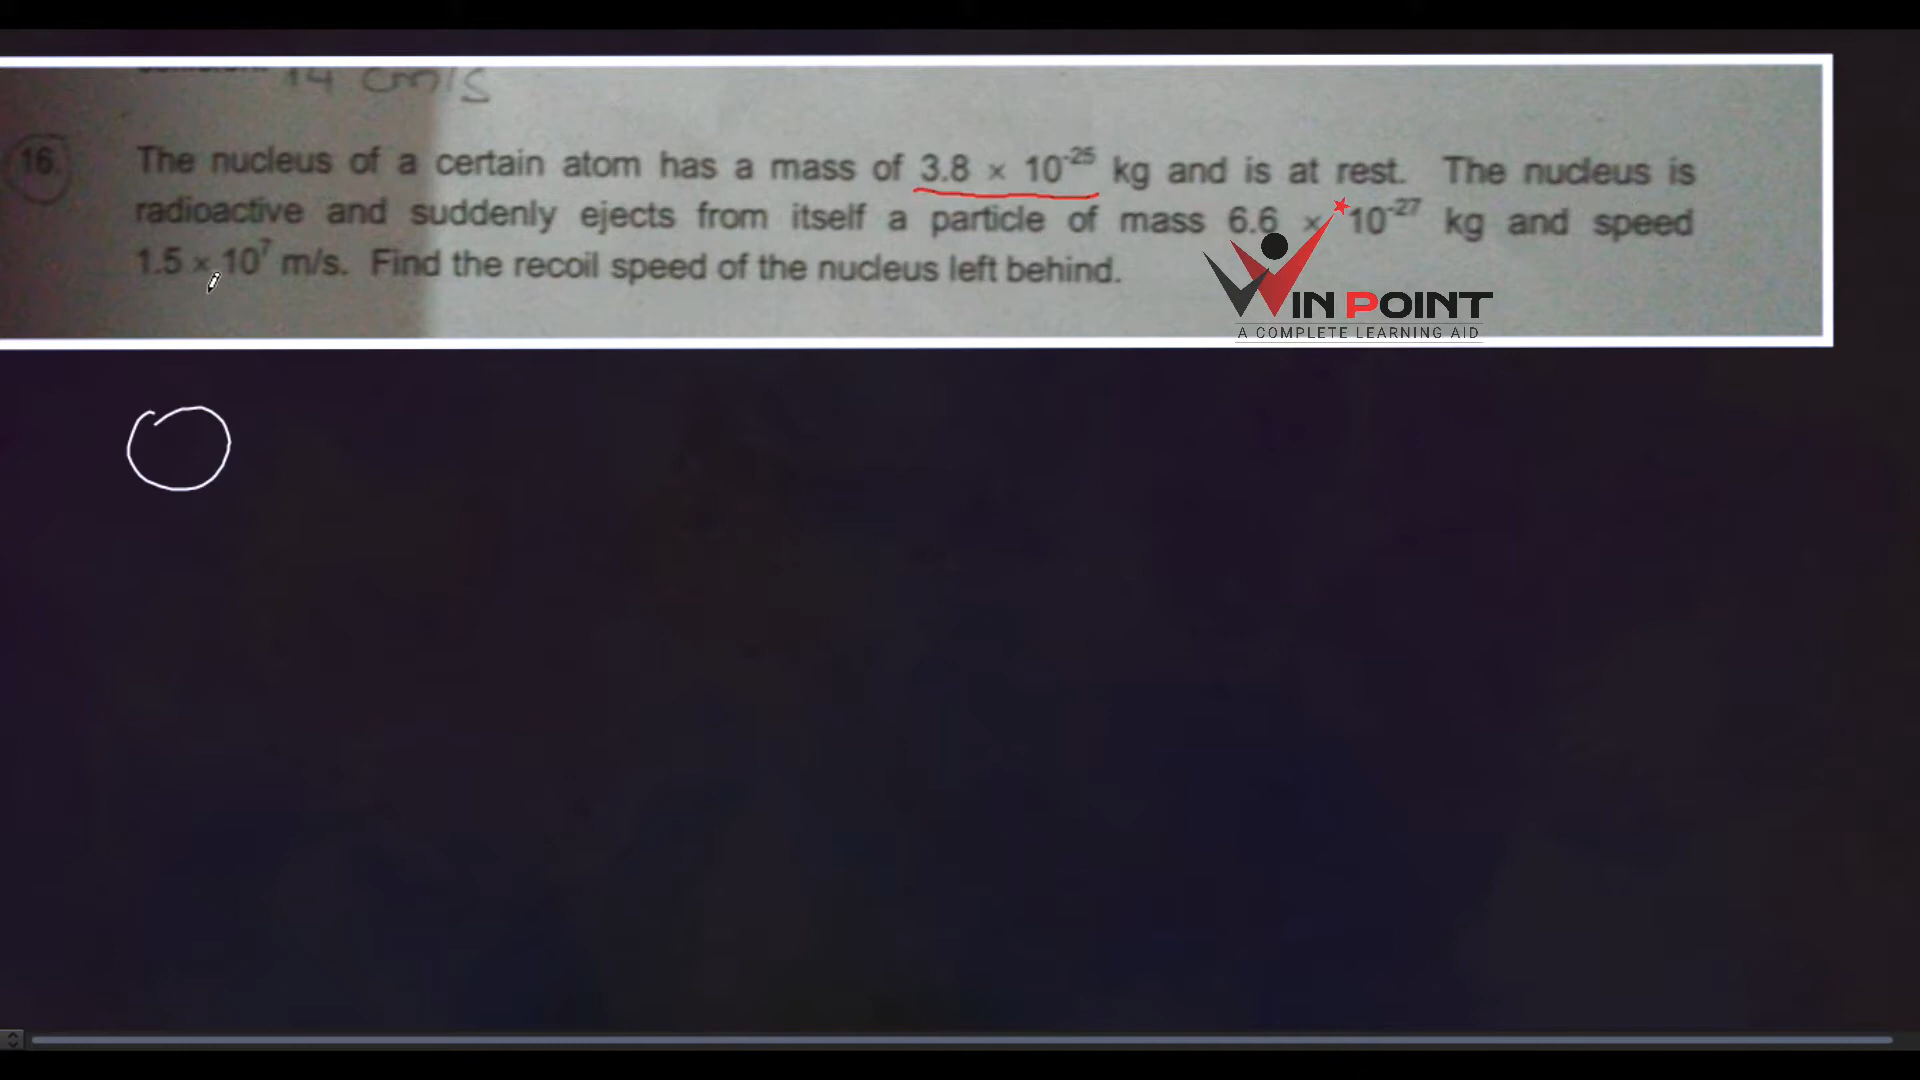 14 cm/s
16. The nucleus of a certain atom has a mass of 3.8 × 10⁻²⁵ kg and is at rest. The nucleus is
radioactive and suddenly ejects from itself a particle of mass 6.6 × 10⁻²⁷ kg and speed
1.5 × 10⁷ m/s. Find the recoil speed of the nucleus left behind.
WIN POINT
A COMPLETE LEARNING AID